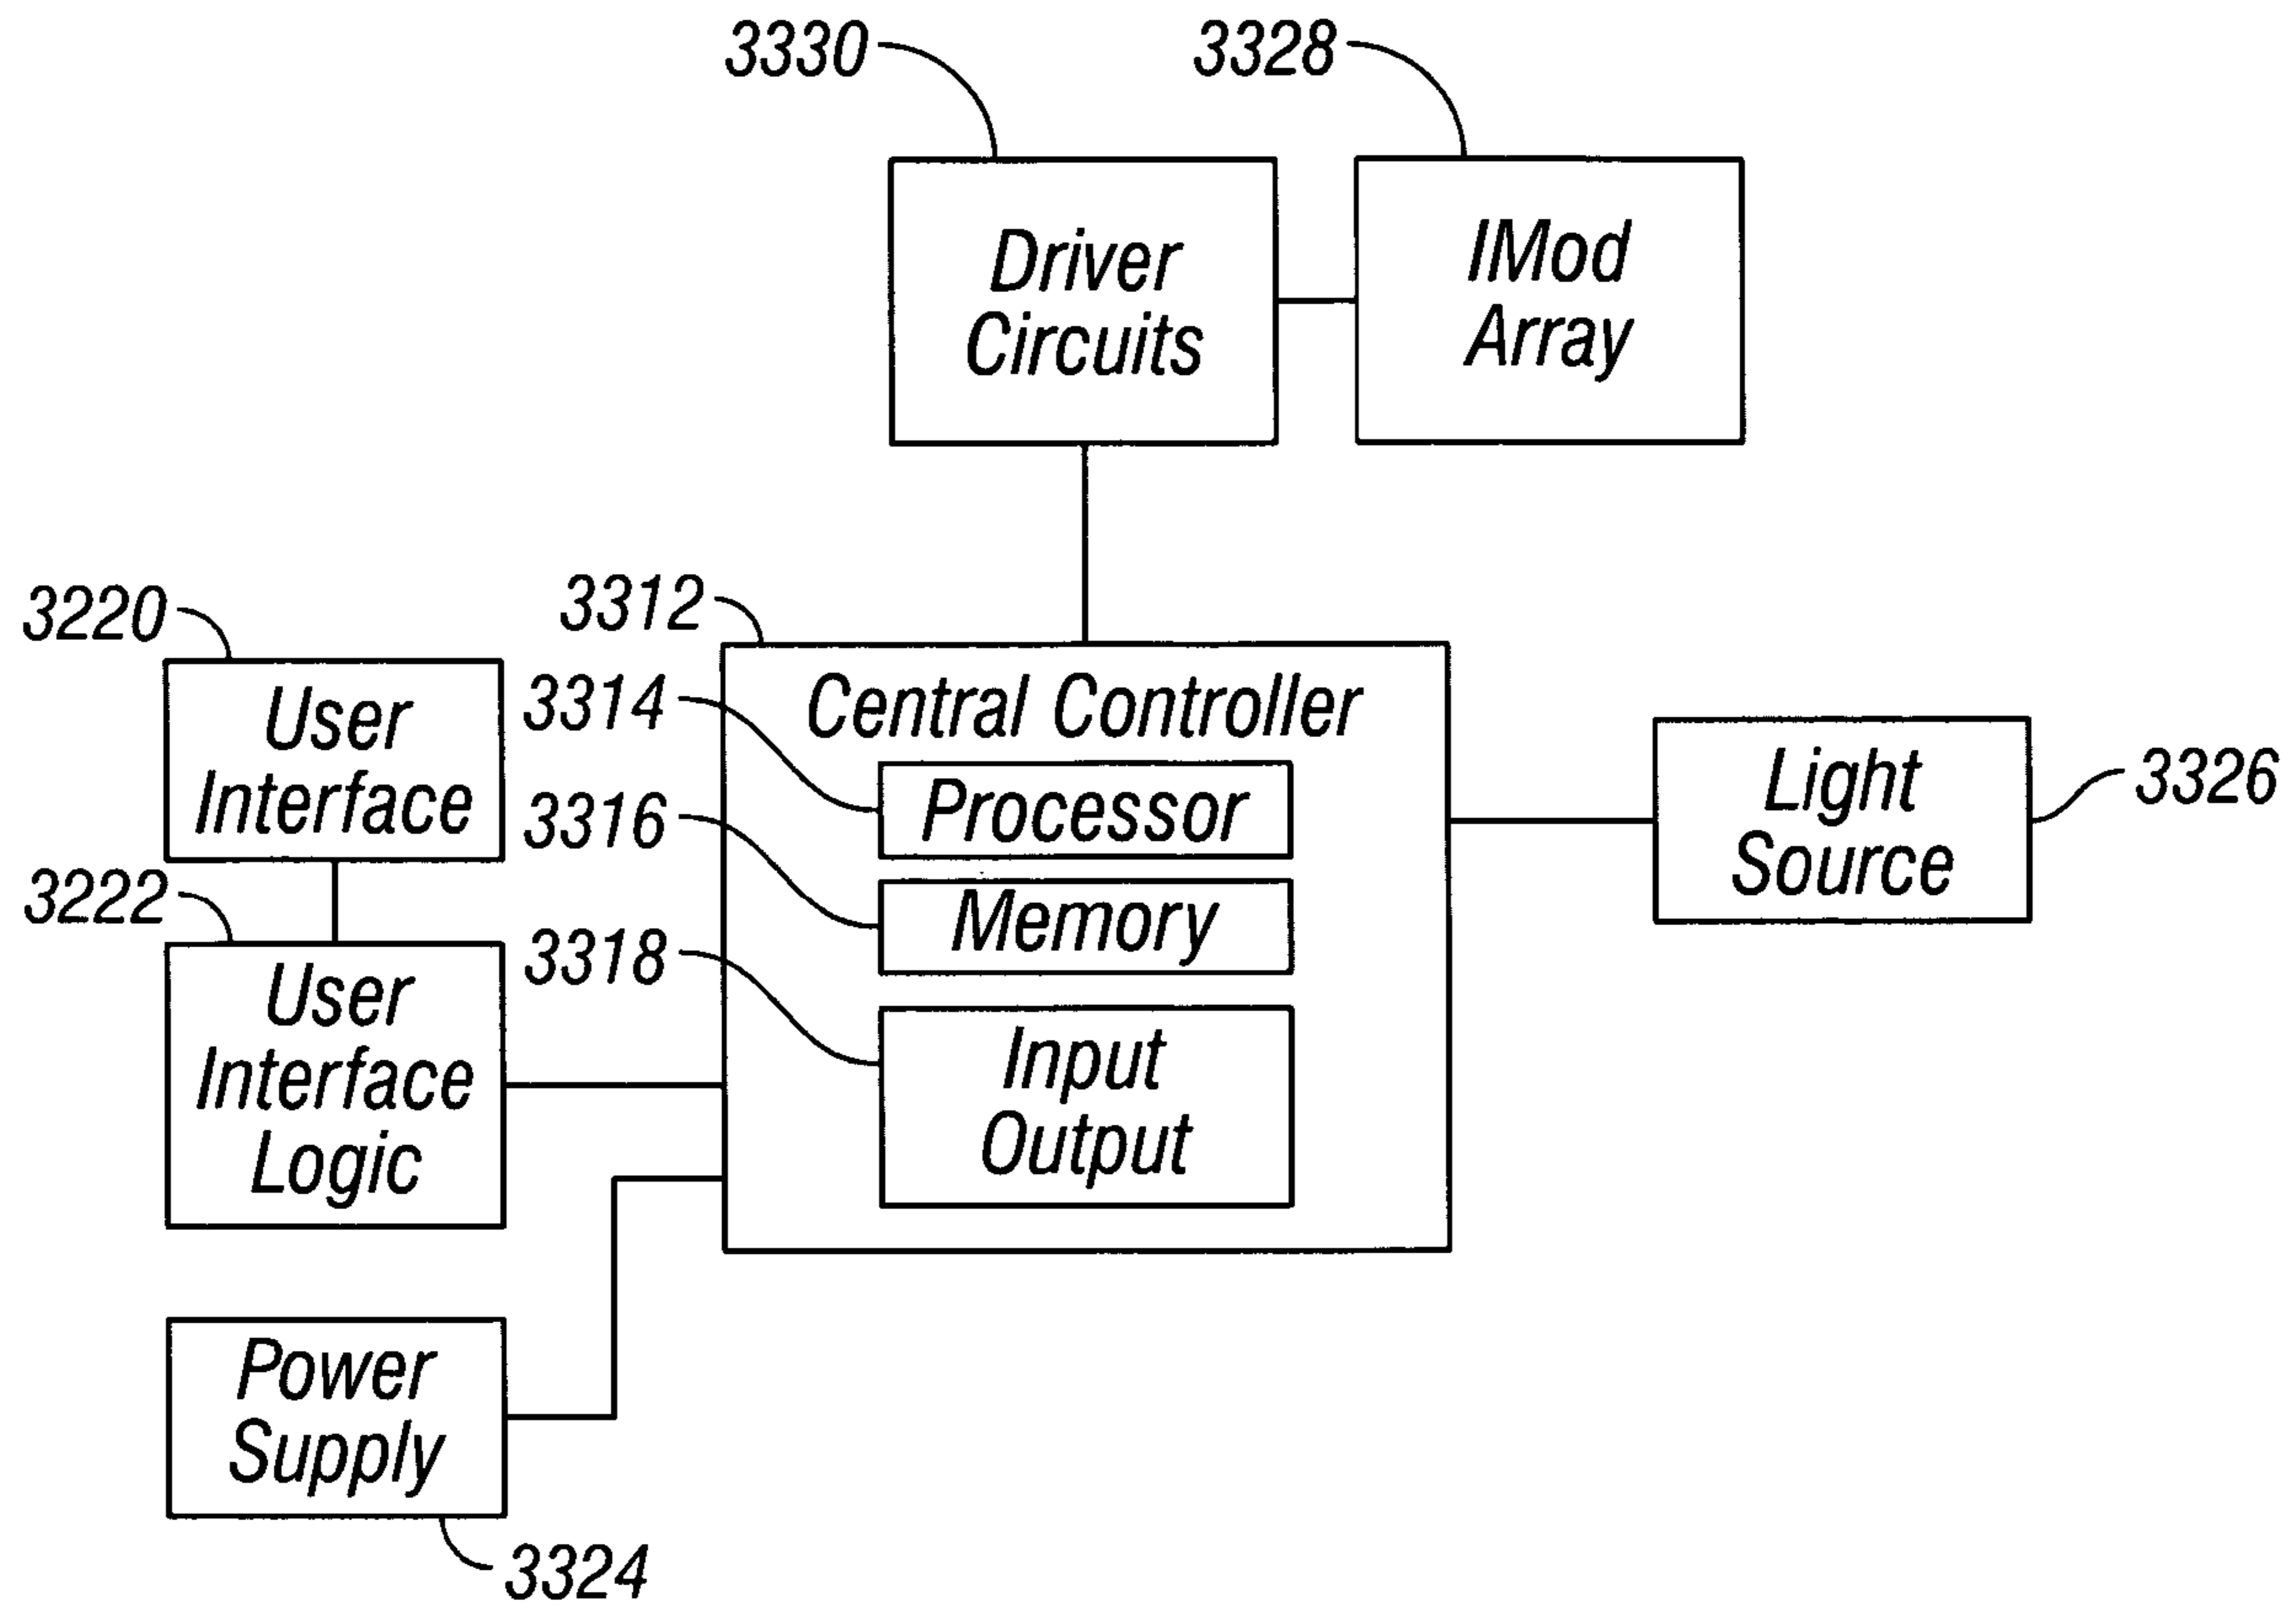 3330
3328
Driver
Circuits
IMod
Array
3220
User
Interface
3222
User
Interface
Logic
3312
Central Controller
3314
Processor
3316
Memory
3318
Input
Output
Light
Source
3326
Power
Supply
3324